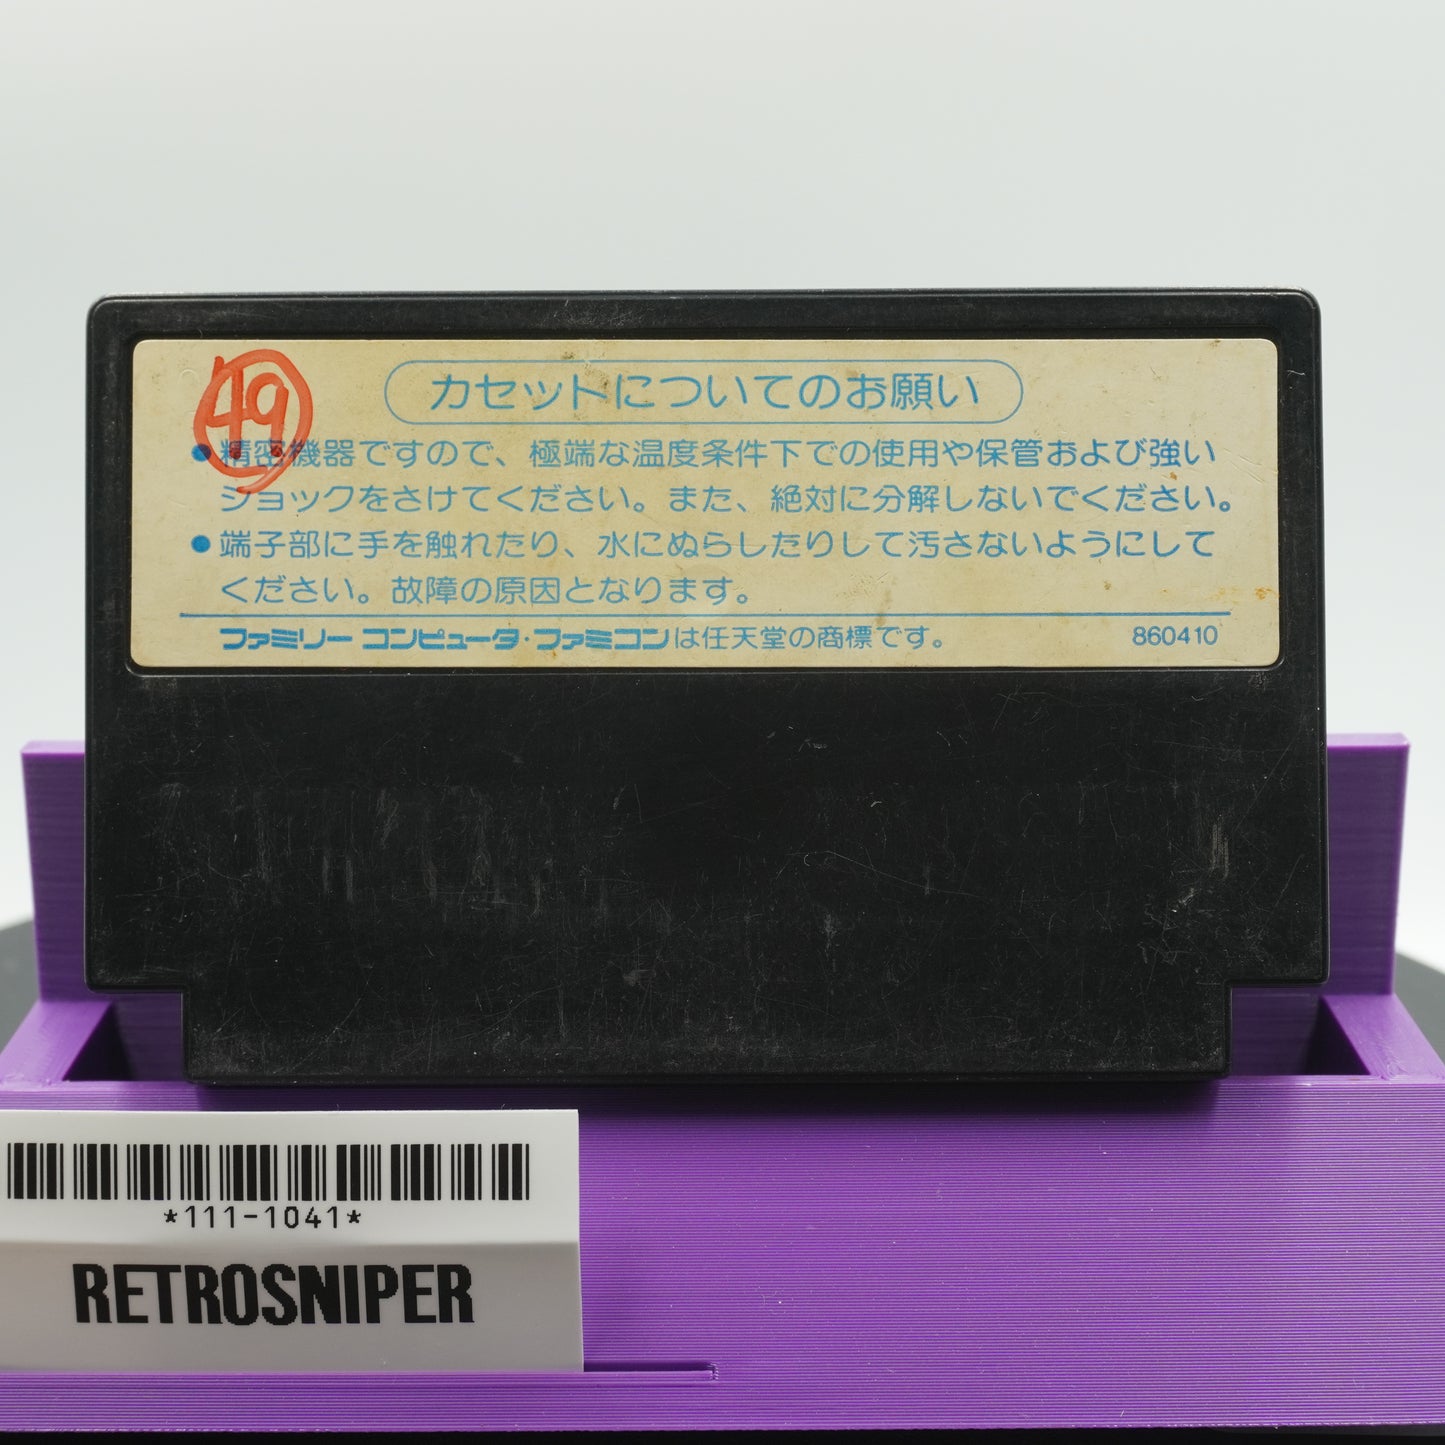 49
カセットについてのお願い
●精密機器ですので、極端な温度条件下での使用や保管および強い
ショックをさけてください。また、絶対に分解しないでください。
●端子部に手を触れたり、水にぬらしたりして汚さないようにして
ください。故障の原因となります。
ファミリーコンピュータ・ファミコンは任天堂の商標です。 860410
*111-1041*
RETROSNIPER